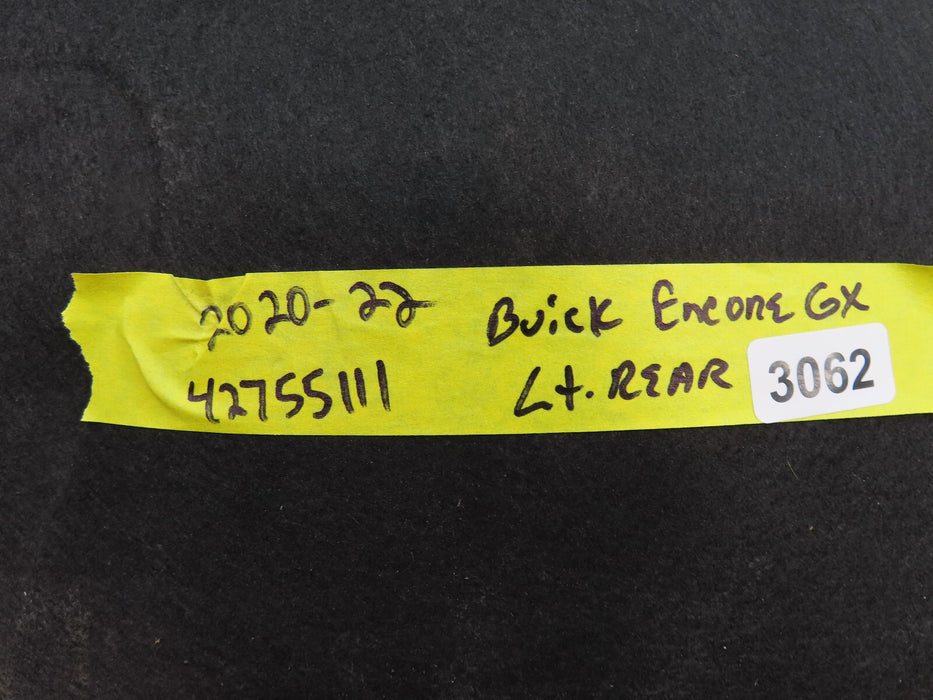 2020-22 Buick Encore GX
42755111 Lt. REAR 3062